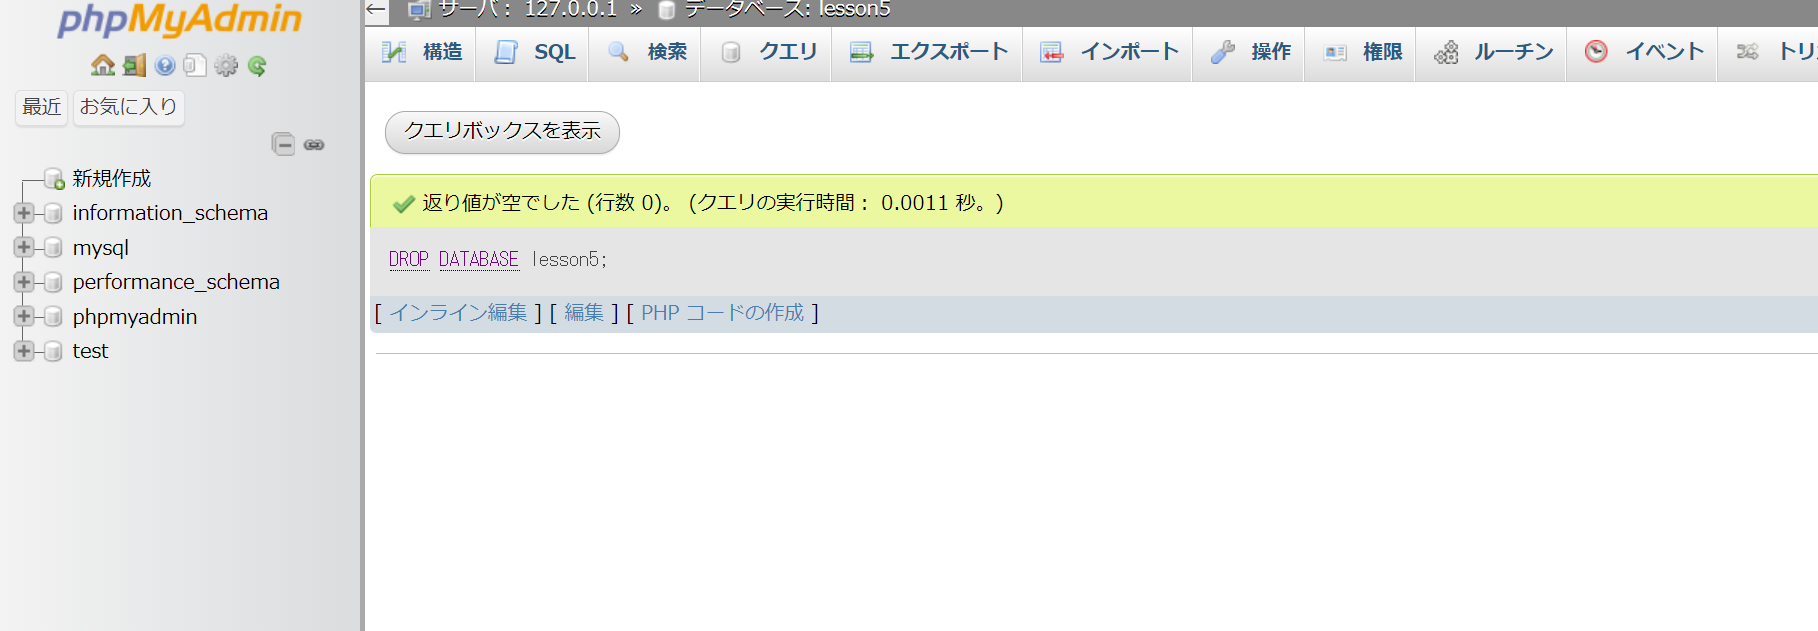 phpMyAdmin
最近 お気に入り
新規作成
information_schema
mysql
performance_schema
phpmyadmin
test
サーバ: 127.0.0.1 » データベース: lesson5
構造 SQL 検索 クエリ エクスポート インポート 操作 権限 ルーチン イベント トリ
クエリボックスを表示
返り値が空でした (行数 0)。 (クエリの実行時間: 0.0011 秒。)
DROP DATABASE lesson5;
[ インライン編集 ] [ 編集 ] [ PHP コードの作成 ]